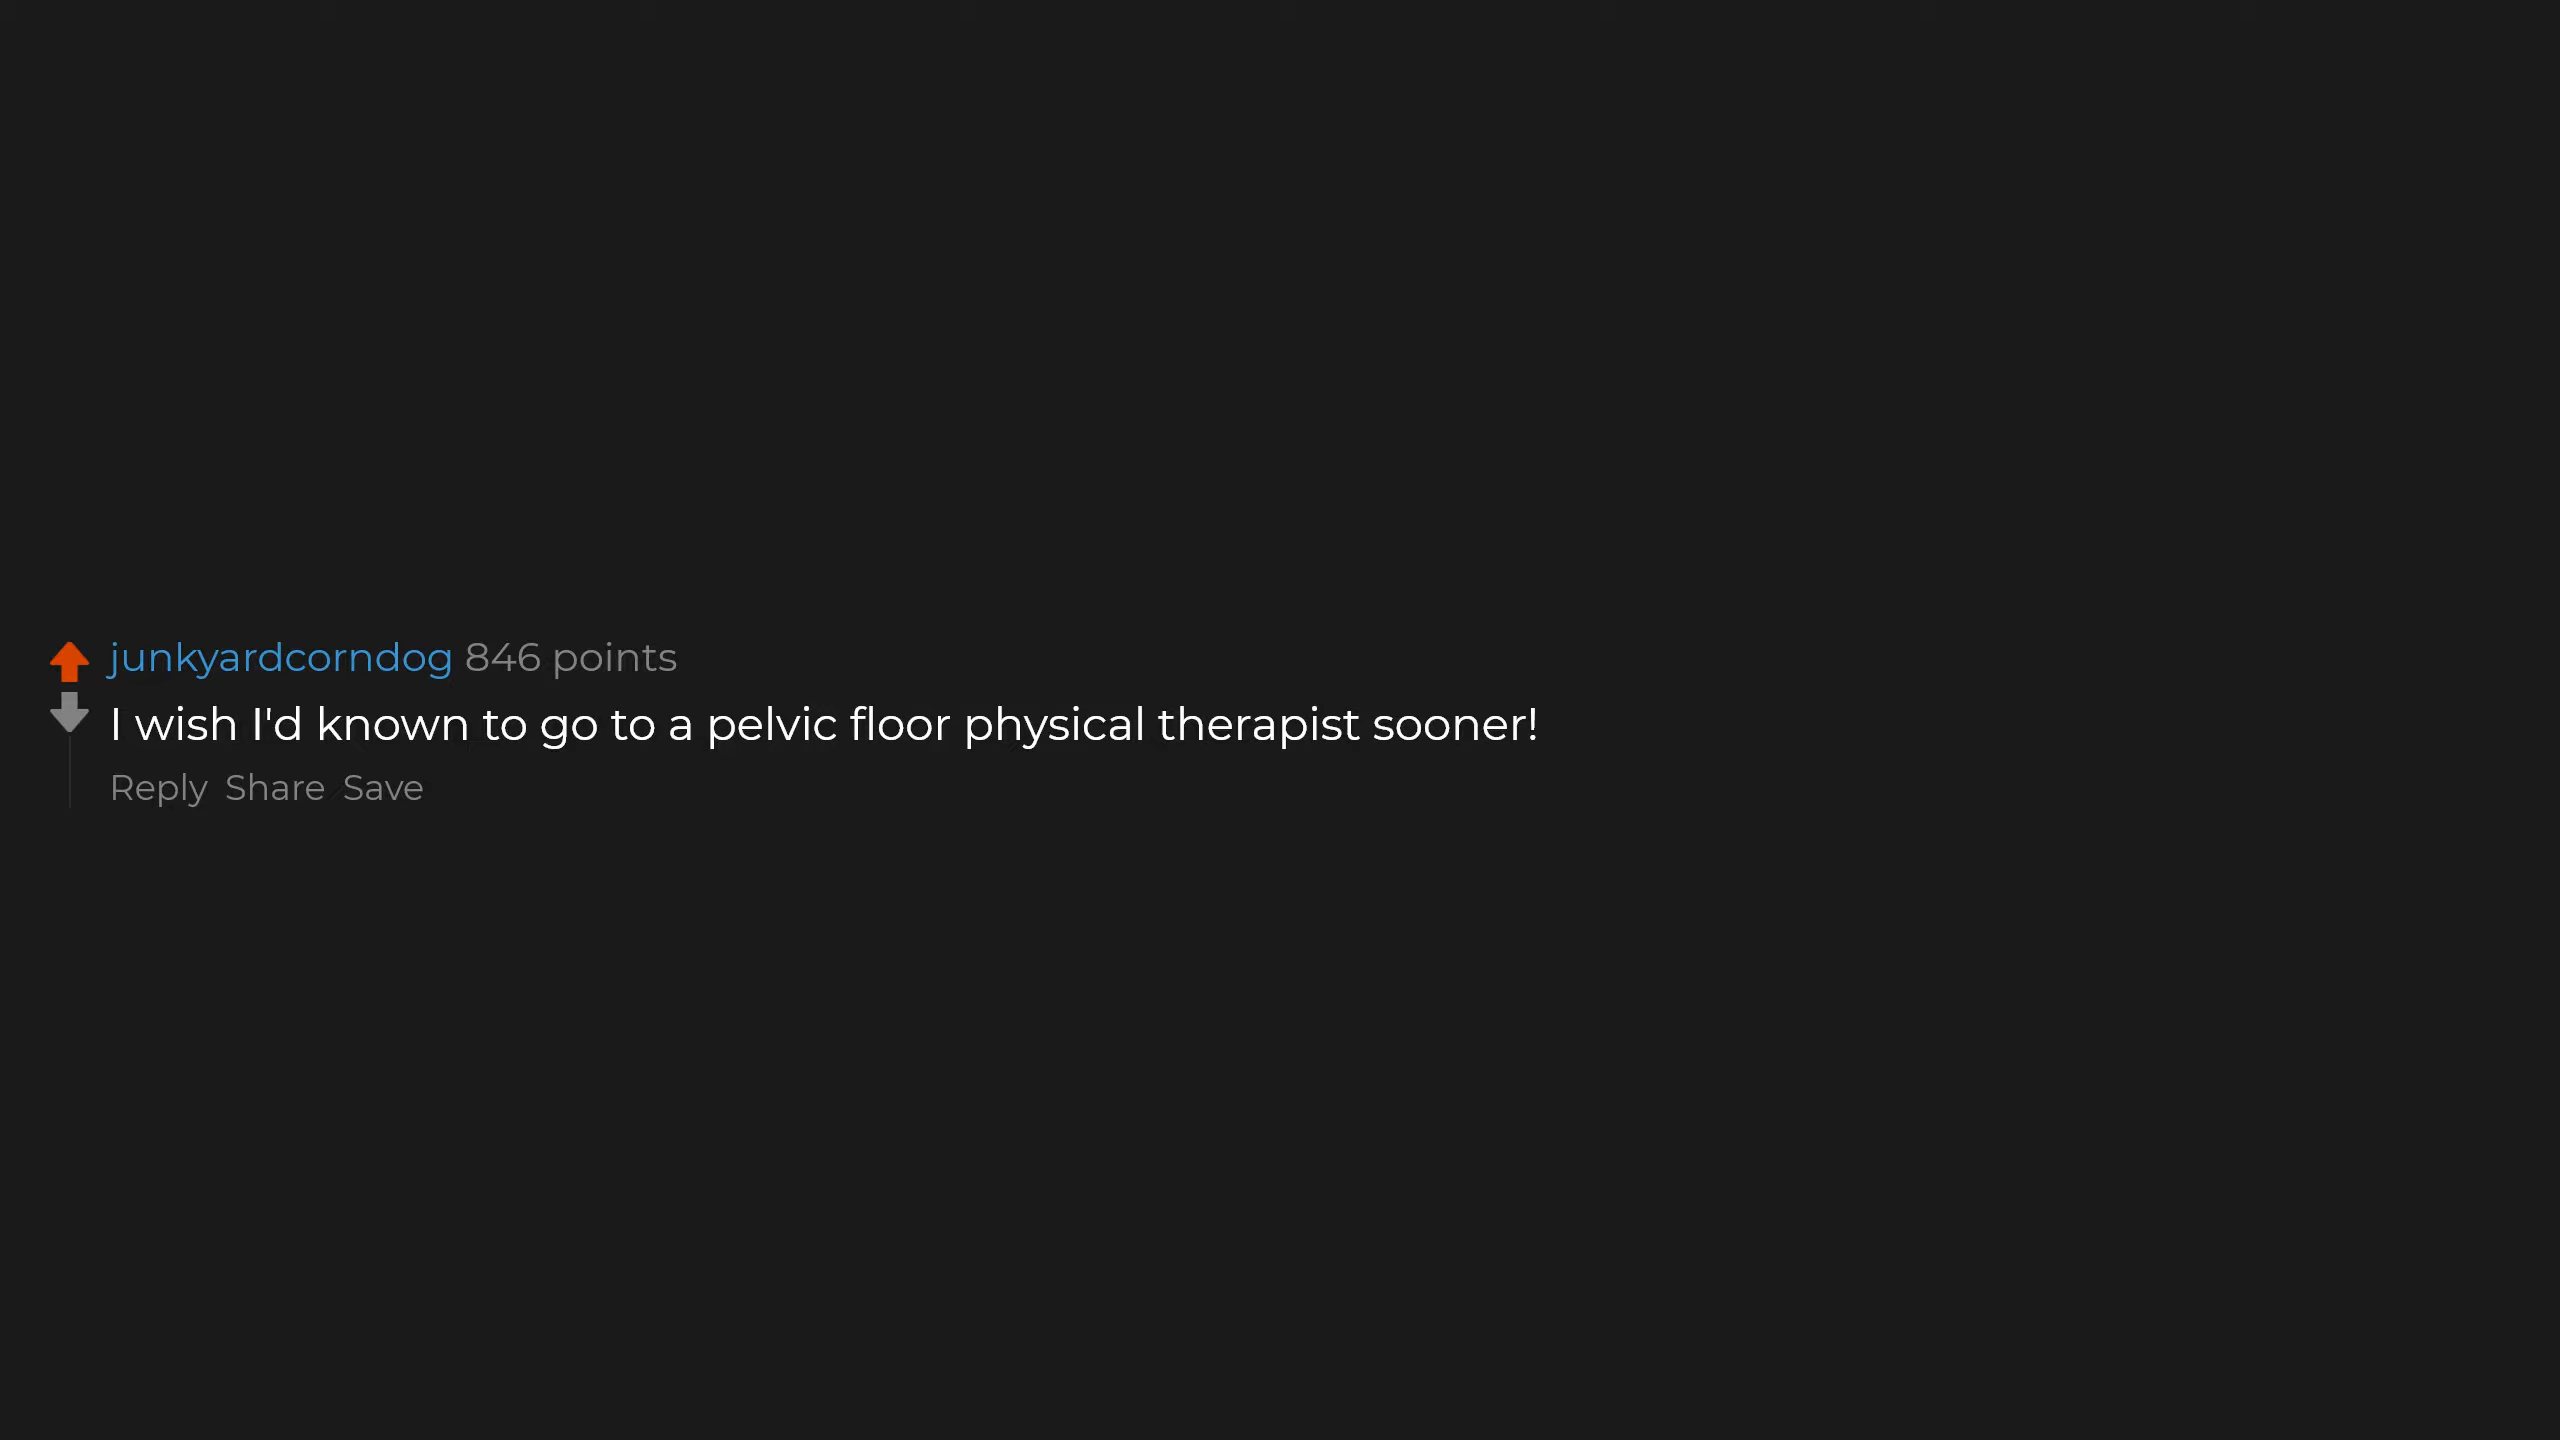 junkyardcorndog 846 points
I wish I'd known to go to a pelvic floor physical therapist sooner!
Reply Share Save